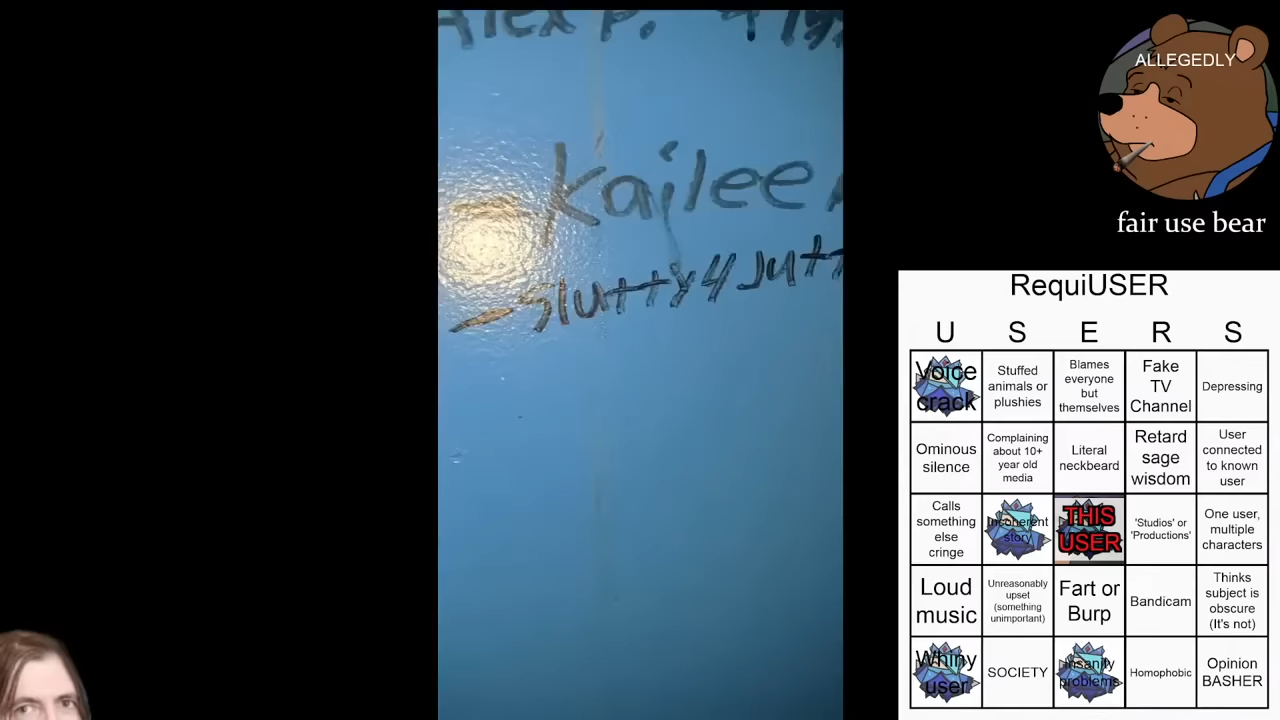 Alex P.
Kailee
Slutty4Jutt
ALLEGEDLY
fair use bear
RequiUSER
U S E R S
Voice
crack
Stuffed
animals or
plushies
Blames
everyone
but
themselves
Fake
TV
Channel
Depressing
Ominous
silence
Complaining
about 10+
year old
media
Literal
neckbeard
Retard
sage
wisdom
User
connected
to known
user
Calls
something
else
cringe
Incoherent
story
THIS
USER
'Studios' or
'Productions'
One user,
multiple
characters
Loud
music
Unreasonably
upset
(something
unimportant)
Fart or
Burp
Bandicam
Thinks
subject is
obscure
(It's not)
Whiny
user
SOCIETY
Insanity
problems
Homophobic
Opinion
BASHER